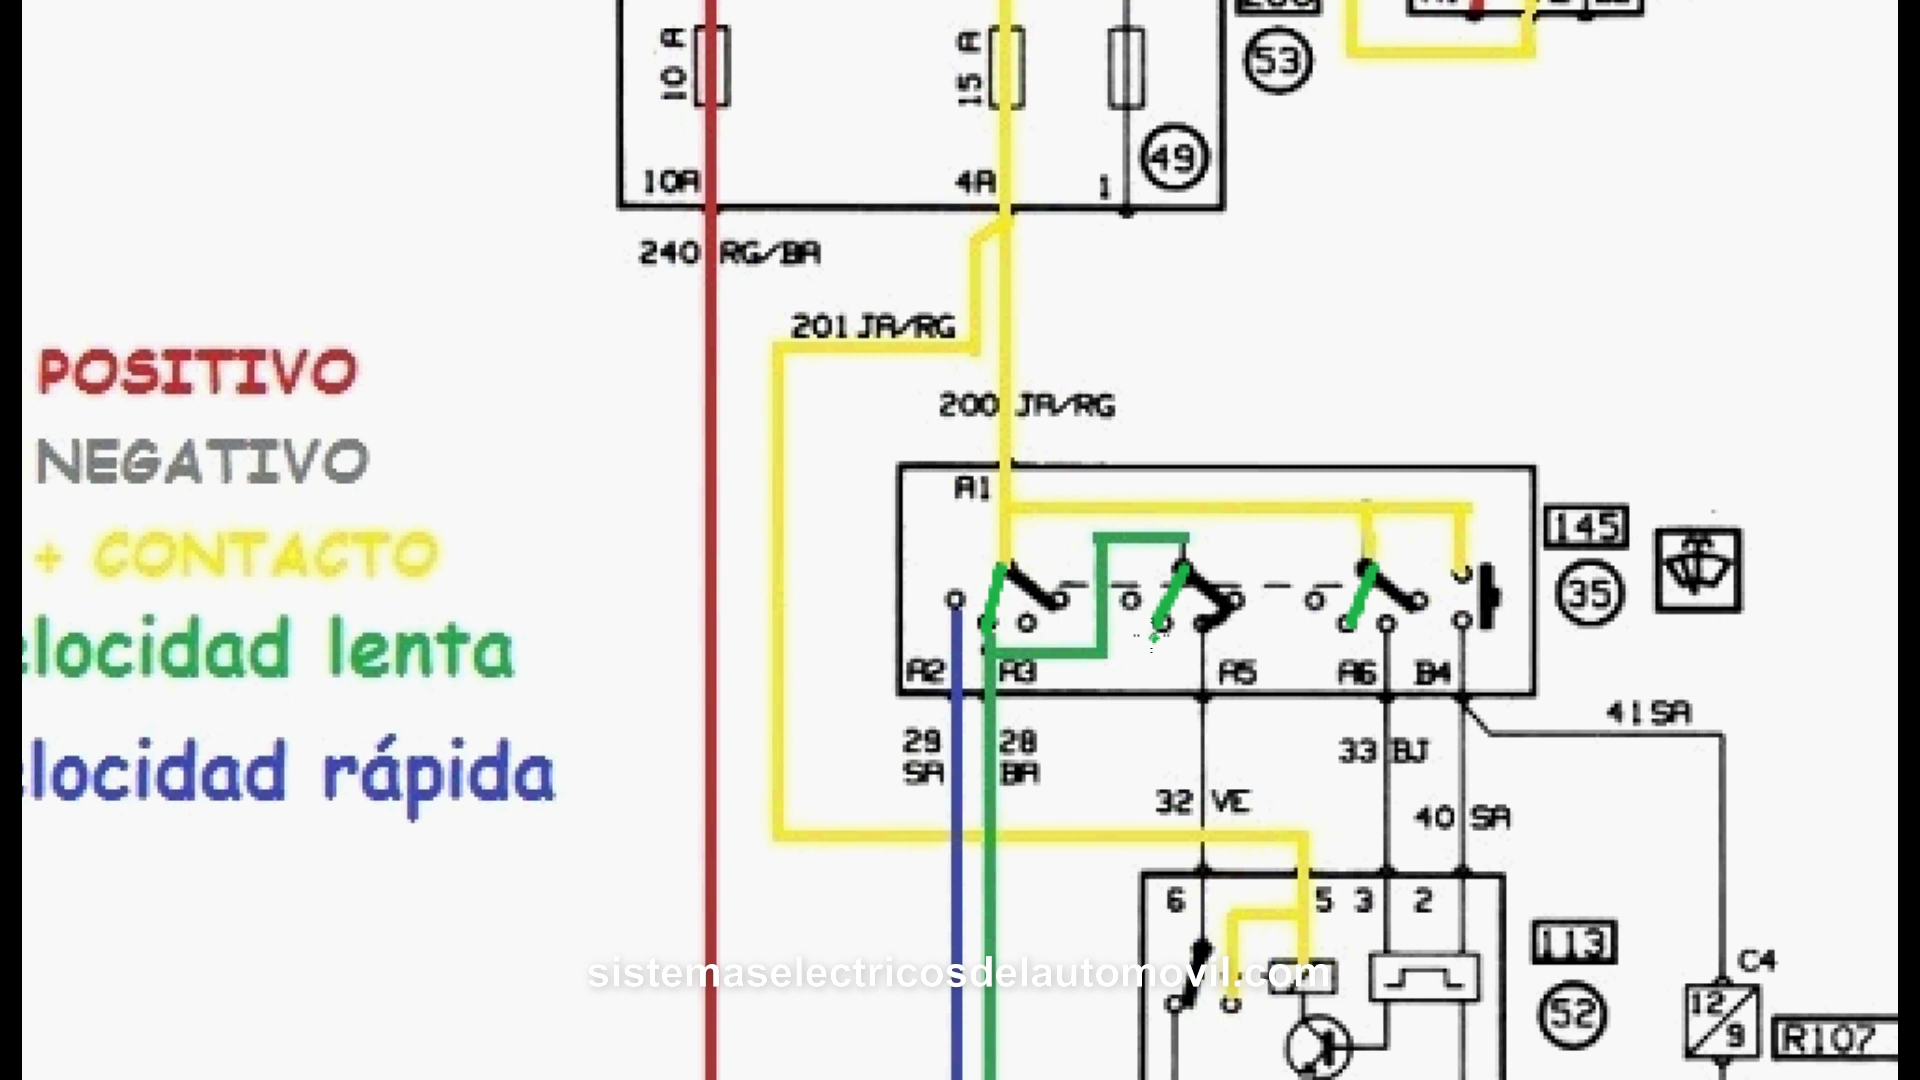 10 A
15 A
53
49
10A
4A
1
240 RG/BA
201 JA/RG
POSITIVO
200 JA/RG
NEGATIVO
A1
+ CONTACTO
145
35
elocidad lenta
A2
A3
A5
A6
B4
41 SA
29
SA
28
BA
33 BJ
elocidad rápida
32 VE
40 SA
6
5
3
2
113
52
sistemaselectricosdelautomovil.com
C4
12/9
R107